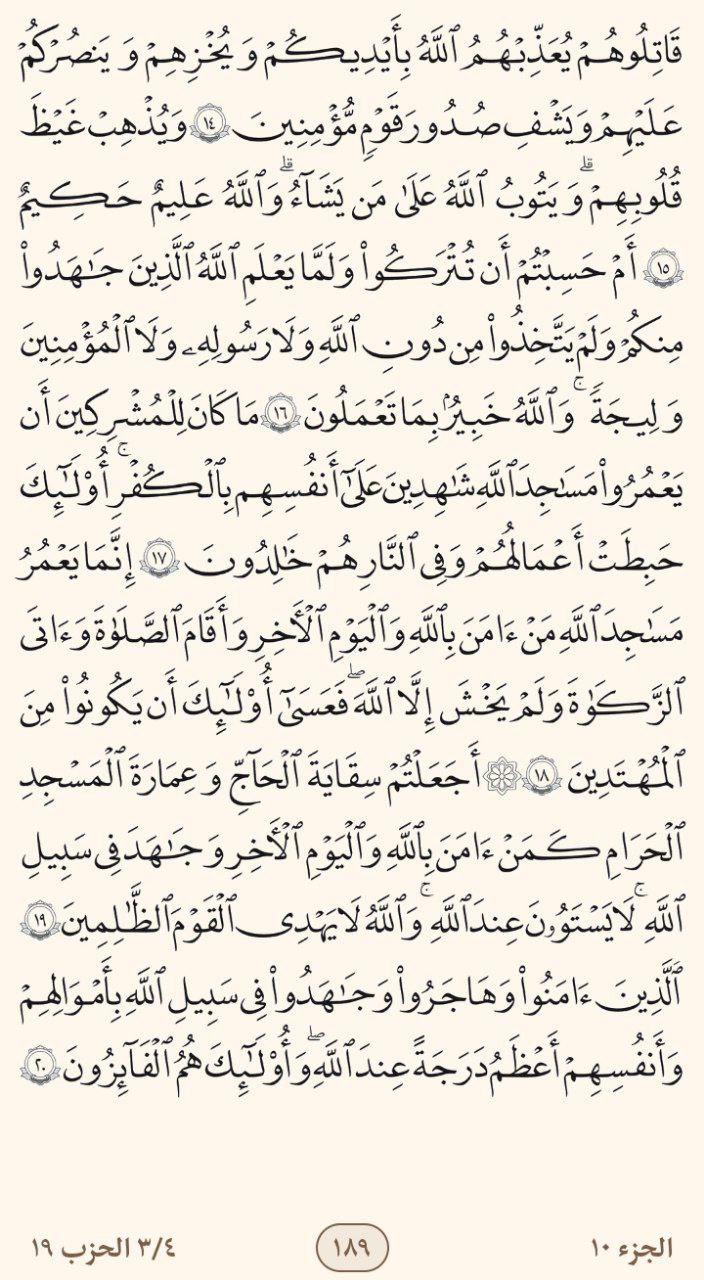 قَاتِلُوهُمْ يُعَذِّبْهُمُ ٱللَّهُ بِأَيْدِيكُمْ وَيُخْزِهِمْ وَيَنصُرْكُمْ
عَلَيْهِمْ وَيَشْفِ صُدُورَ قَوْمٍ مُّؤْمِنِينَ ١٤ وَيُذْهِبْ غَيْظَ
قُلُوبِهِمْ ۗ وَيَتُوبُ ٱللَّهُ عَلَىٰ مَن يَشَآءُ ۗ وَٱللَّهُ عَلِيمٌ حَكِيمٌ
١٥ أَمْ حَسِبْتُمْ أَن تُتْرَكُوا۟ وَلَمَّا يَعْلَمِ ٱللَّهُ ٱلَّذِينَ جَـٰهَدُوا۟
مِنكُمْ وَلَمْ يَتَّخِذُوا۟ مِن دُونِ ٱللَّهِ وَلَا رَسُولِهِۦ وَلَا ٱلْمُؤْمِنِينَ
وَلِيجَةً ۚ وَٱللَّهُ خَبِيرٌۢ بِمَا تَعْمَلُونَ ١٦ مَا كَانَ لِلْمُشْرِكِينَ أَن
يَعْمُرُوا۟ مَسَـٰجِدَ ٱللَّهِ شَـٰهِدِينَ عَلَىٰٓ أَنفُسِهِم بِٱلْكُفْرِ ۚ أُو۟لَـٰٓئِكَ
حَبِطَتْ أَعْمَـٰلُهُمْ وَفِى ٱلنَّارِ هُمْ خَـٰلِدُونَ ١٧ إِنَّمَا يَعْمُرُ
مَسَـٰجِدَ ٱللَّهِ مَنْ ءَامَنَ بِٱللَّهِ وَٱلْيَوْمِ ٱلْـَٔاخِرِ وَأَقَامَ ٱلصَّلَوٰةَ وَءَاتَى
ٱلزَّكَوٰةَ وَلَمْ يَخْشَ إِلَّا ٱللَّهَ ۖ فَعَسَىٰٓ أُو۟لَـٰٓئِكَ أَن يَكُونُوا۟ مِنَ
ٱلْمُهْتَدِينَ ١٨ ۞ أَجَعَلْتُمْ سِقَايَةَ ٱلْحَآجِّ وَعِمَارَةَ ٱلْمَسْجِدِ
ٱلْحَرَامِ كَمَنْ ءَامَنَ بِٱللَّهِ وَٱلْيَوْمِ ٱلْـَٔاخِرِ وَجَـٰهَدَ فِى سَبِيلِ
ٱللَّهِ ۚ لَا يَسْتَوُۥنَ عِندَ ٱللَّهِ ۗ وَٱللَّهُ لَا يَهْدِى ٱلْقَوْمَ ٱلظَّـٰلِمِينَ ١٩
ٱلَّذِينَ ءَامَنُوا۟ وَهَاجَرُوا۟ وَجَـٰهَدُوا۟ فِى سَبِيلِ ٱللَّهِ بِأَمْوَٰلِهِمْ
وَأَنفُسِهِمْ أَعْظَمُ دَرَجَةً عِندَ ٱللَّهِ ۖ وَأُو۟لَـٰٓئِكَ هُمُ ٱلْفَآئِزُونَ ٢٠
الجزء ١٠ ١٨٩ ٣/٤ الحزب ١٩